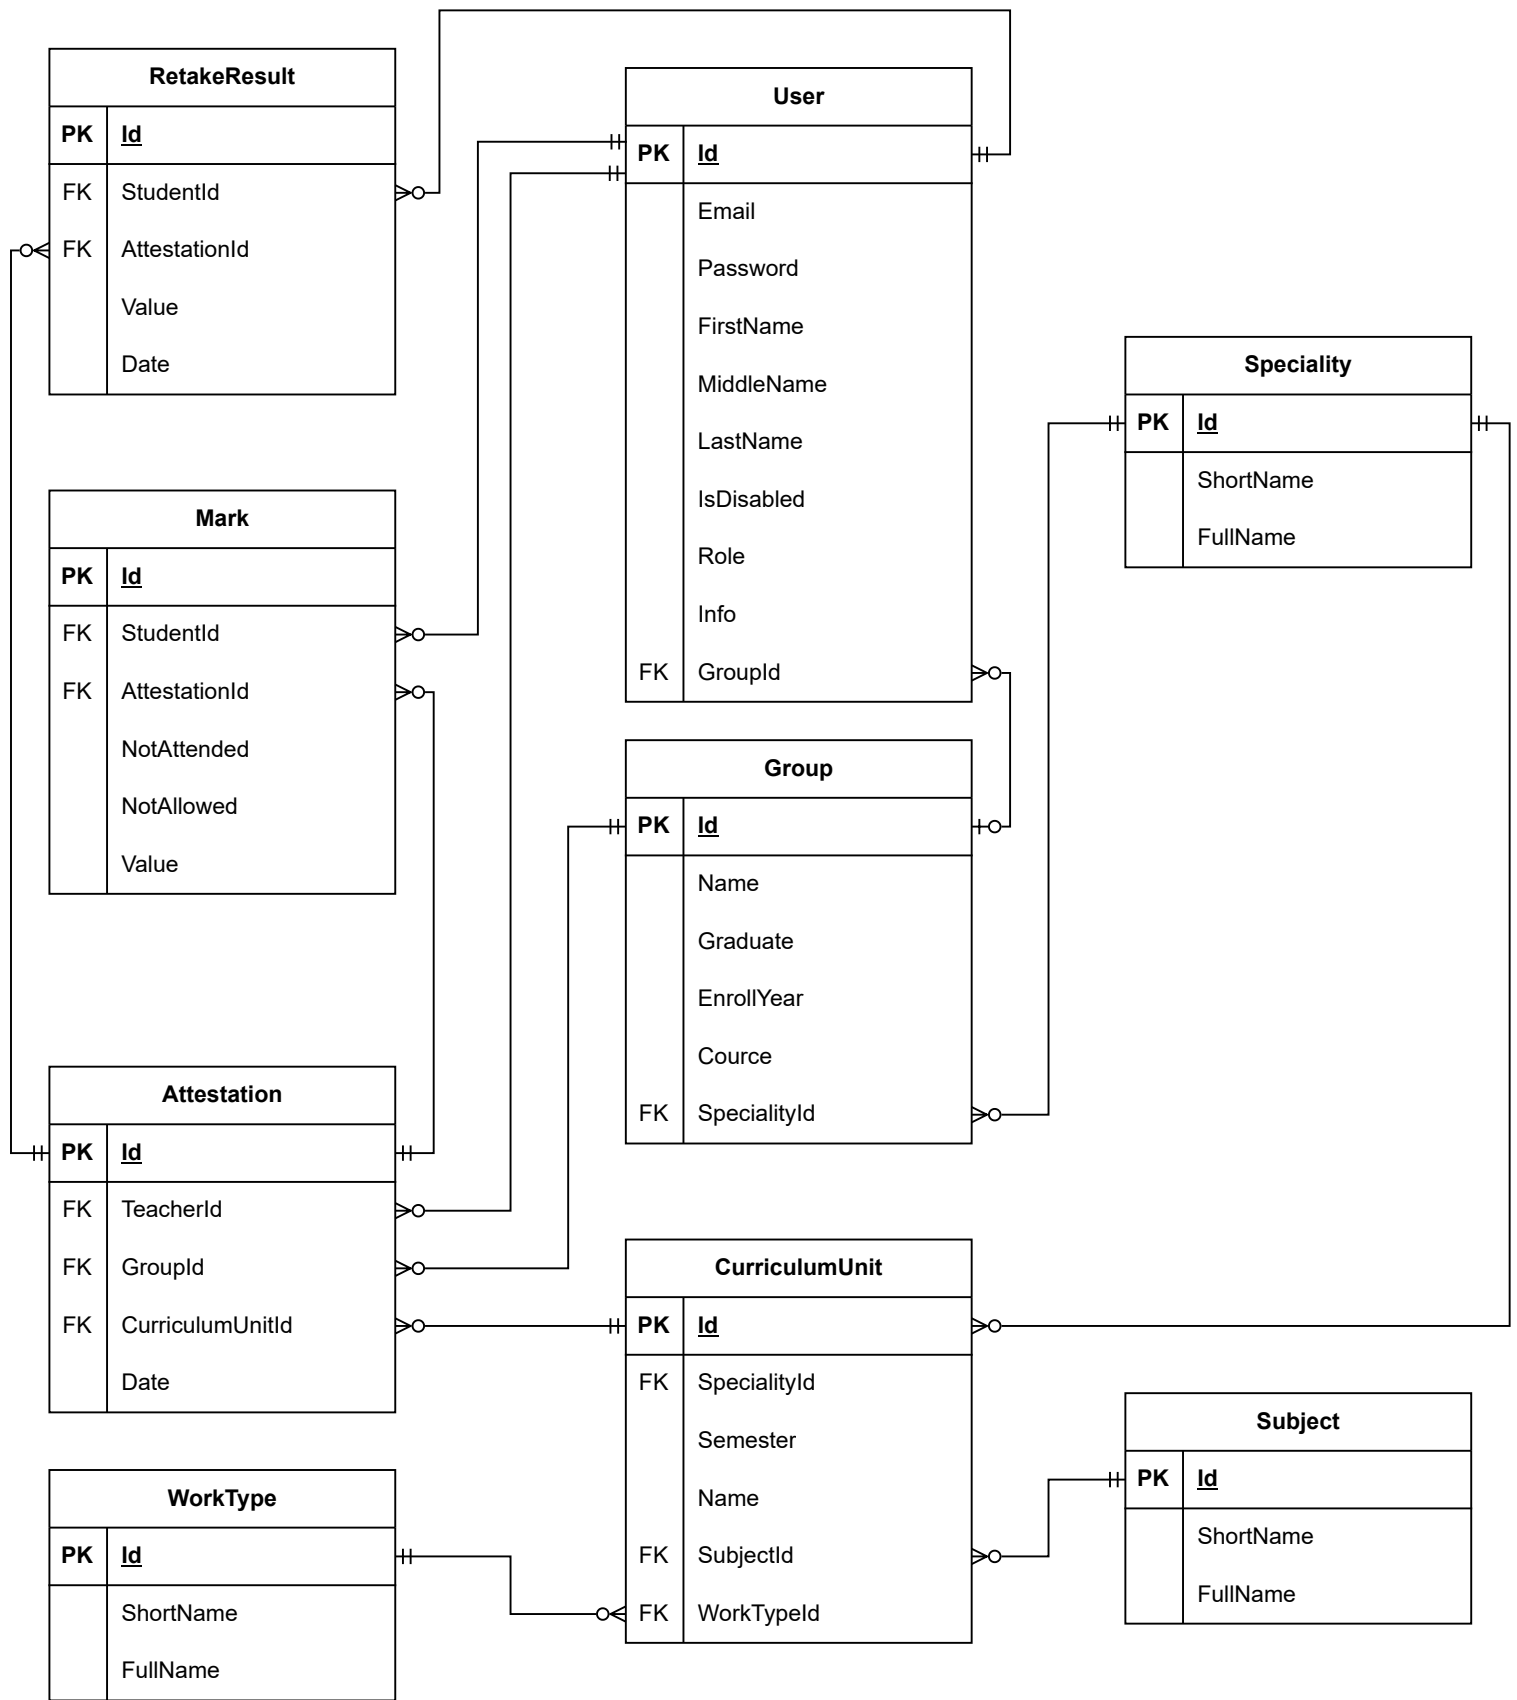 RetakeResult
PK Id
FK StudentId
FK AttestationId
Value
Date
User
PK Id
Email
Password
FirstName
MiddleName
LastName
IsDisabled
Role
Info
FK GroupId
Speciality
PK Id
ShortName
FullName
Mark
PK Id
FK StudentId
FK AttestationId
NotAttended
NotAllowed
Value
Group
PK Id
Name
Graduate
EnrollYear
Cource
FK SpecialityId
Attestation
PK Id
FK TeacherId
FK GroupId
FK CurriculumUnitId
Date
CurriculumUnit
PK Id
FK SpecialityId
Semester
Name
FK SubjectId
FK WorkTypeId
Subject
PK Id
ShortName
FullName
WorkType
PK Id
ShortName
FullName